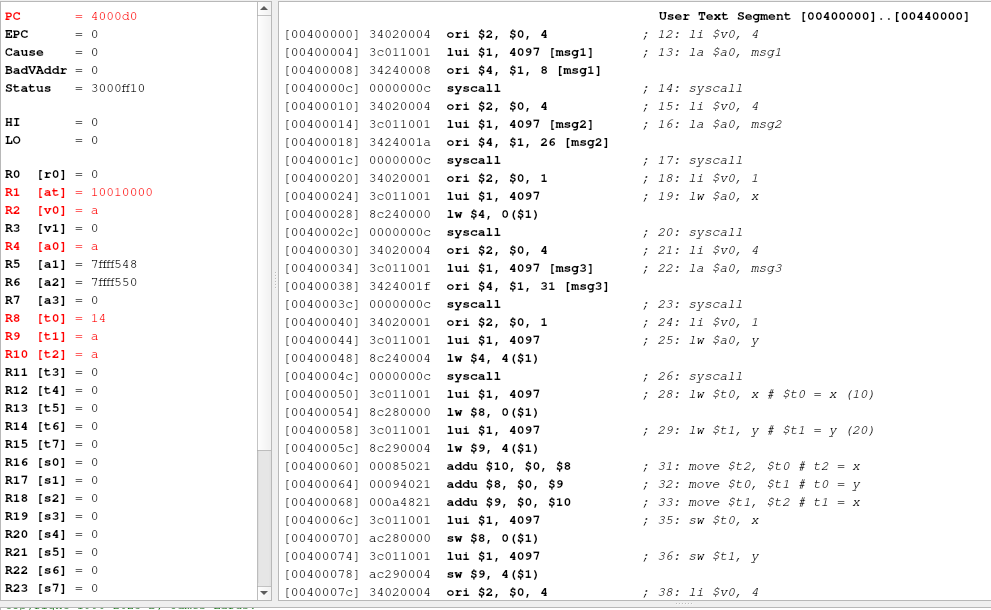 PC = 4000d0
EPC = 0
Cause = 0
BadVAddr = 0
Status = 3000ff10
HI = 0
LO = 0
R0 [r0] = 0
R1 [at] = 10010000
R2 [v0] = a
R3 [v1] = 0
R4 [a0] = a
R5 [a1] = 7ffff548
R6 [a2] = 7ffff550
R7 [a3] = 0
R8 [t0] = 14
R9 [t1] = a
R10 [t2] = a
R11 [t3] = 0
R12 [t4] = 0
R13 [t5] = 0
R14 [t6] = 0
R15 [t7] = 0
R16 [s0] = 0
R17 [s1] = 0
R18 [s2] = 0
R19 [s3] = 0
R20 [s4] = 0
R21 [s5] = 0
R22 [s6] = 0
R23 [s7] = 0
User Text Segment [00400000]..[00440000]
[00400000] 34020004 ori $2, $0, 4 ; 12: li $v0, 4
[00400004] 3c011001 lui $1, 4097 [msg1] ; 13: la $a0, msg1
[00400008] 34240008 ori $4, $1, 8 [msg1]
[0040000c] 0000000c syscall ; 14: syscall
[00400010] 34020004 ori $2, $0, 4 ; 15: li $v0, 4
[00400014] 3c011001 lui $1, 4097 [msg2] ; 16: la $a0, msg2
[00400018] 3424001a ori $4, $1, 26 [msg2]
[0040001c] 0000000c syscall ; 17: syscall
[00400020] 34020001 ori $2, $0, 1 ; 18: li $v0, 1
[00400024] 3c011001 lui $1, 4097 ; 19: lw $a0, x
[00400028] 8c240000 lw $4, 0($1)
[0040002c] 0000000c syscall ; 20: syscall
[00400030] 34020004 ori $2, $0, 4 ; 21: li $v0, 4
[00400034] 3c011001 lui $1, 4097 [msg3] ; 22: la $a0, msg3
[00400038] 3424001f ori $4, $1, 31 [msg3]
[0040003c] 0000000c syscall ; 23: syscall
[00400040] 34020001 ori $2, $0, 1 ; 24: li $v0, 1
[00400044] 3c011001 lui $1, 4097 ; 25: lw $a0, y
[00400048] 8c240004 lw $4, 4($1)
[0040004c] 0000000c syscall ; 26: syscall
[00400050] 3c011001 lui $1, 4097 ; 28: lw $t0, x # $t0 = x (10)
[00400054] 8c280000 lw $8, 0($1)
[00400058] 3c011001 lui $1, 4097 ; 29: lw $t1, y # $t1 = y (20)
[0040005c] 8c290004 lw $9, 4($1)
[00400060] 00085021 addu $10, $0, $8 ; 31: move $t2, $t0 # t2 = x
[00400064] 00094021 addu $8, $0, $9 ; 32: move $t0, $t1 # t0 = y
[00400068] 000a4821 addu $9, $0, $10 ; 33: move $t1, $t2 # t1 = x
[0040006c] 3c011001 lui $1, 4097 ; 35: sw $t0, x
[00400070] ac280000 sw $8, 0($1)
[00400074] 3c011001 lui $1, 4097 ; 36: sw $t1, y
[00400078] ac290004 sw $9, 4($1)
[0040007c] 34020004 ori $2, $0, 4 ; 38: li $v0, 4